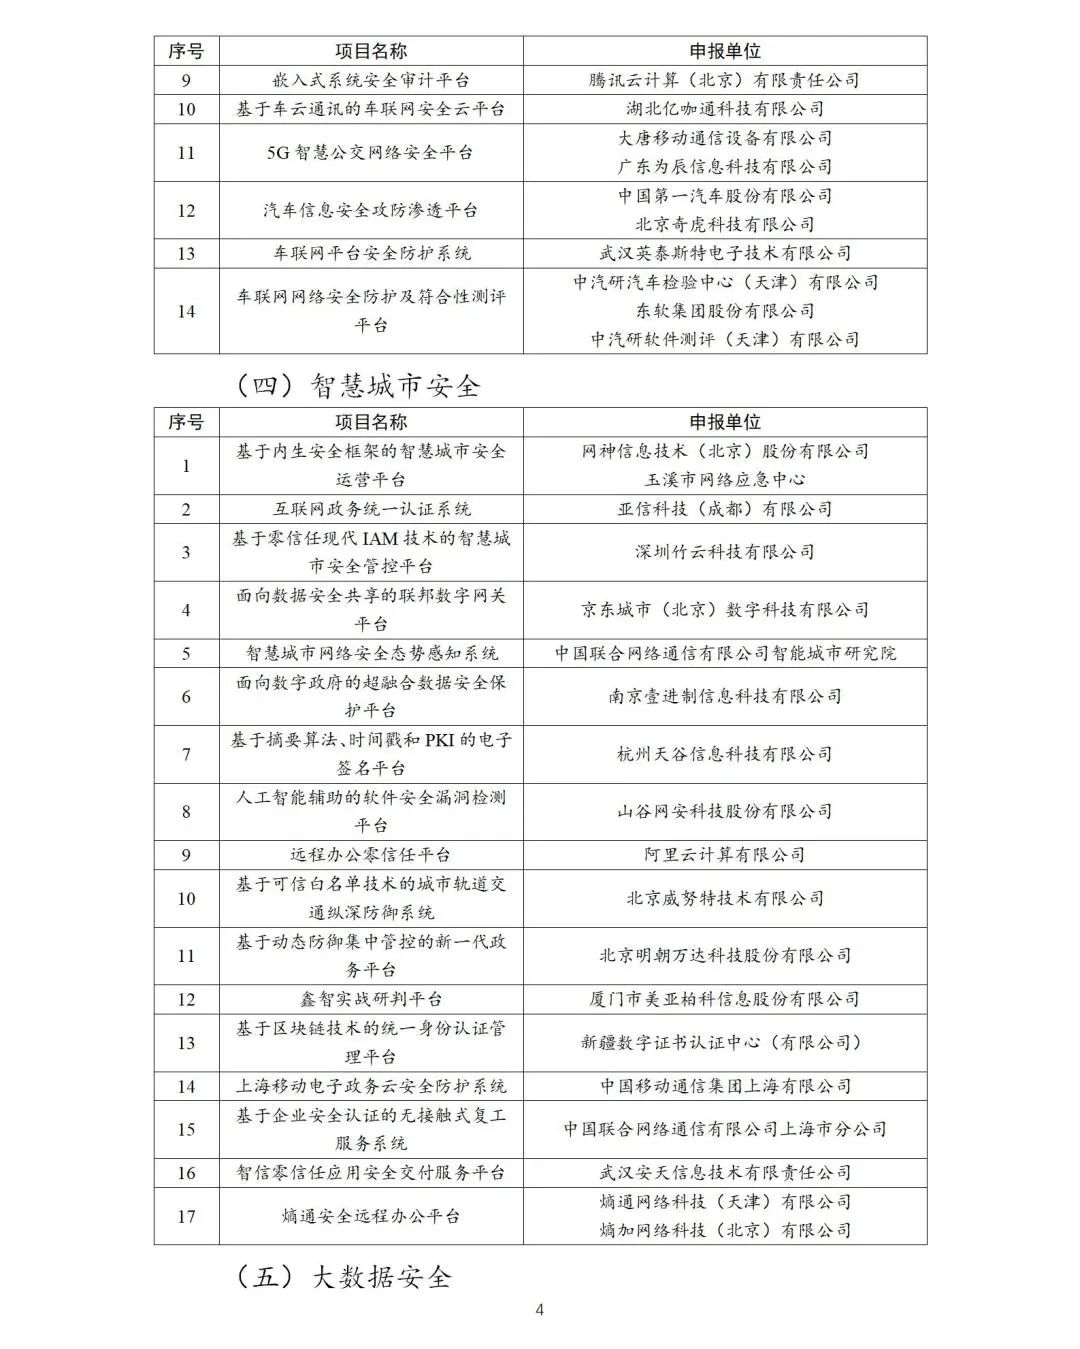 序号 项目名称 申报单位
9 嵌入式系统安全审计平台 腾讯云计算（北京）有限责任公司
10 基于车云通讯的车联网安全云平台 湖北亿咖通科技有限公司
11 5G 智慧公交网络安全平台 大唐移动通信设备有限公司
广东为辰信息科技有限公司
12 汽车信息安全攻防渗透平台 中国第一汽车股份有限公司
北京奇虎科技有限公司
13 车联网平台安全防护系统 武汉英泰斯特电子技术有限公司
14 车联网网络安全防护及符合性测评
平台 中汽研汽车检验中心（天津）有限公司
东软集团股份有限公司
中汽研软件测评（天津）有限公司
（四）智慧城市安全
序号 项目名称 申报单位
1 基于内生安全框架的智慧城市安全
运营平台 网神信息技术（北京）股份有限公司
玉溪市网络应急中心
2 互联网政务统一认证系统 亚信科技（成都）有限公司
3 基于零信任现代 IAM 技术的智慧城
市安全管控平台 深圳竹云科技有限公司
4 面向数据安全共享的联邦数字网关
平台 京东城市（北京）数字科技有限公司
5 智慧城市网络安全态势感知系统 中国联合网络通信有限公司智能城市研究院
6 面向数字政府的超融合数据安全保
护平台 南京壹进制信息科技有限公司
7 基于摘要算法、时间戳和 PKI 的电子
签名平台 杭州天谷信息科技有限公司
8 人工智能辅助的软件安全漏洞检测
平台 山谷网安科技股份有限公司
9 远程办公零信任平台 阿里云计算有限公司
10 基于可信白名单技术的城市轨道交
通纵深防御系统 北京威努特技术有限公司
11 基于动态防御集中管控的新一代政
务平台 北京明朝万达科技股份有限公司
12 鑫智实战研判平台 厦门市美亚柏科信息股份有限公司
13 基于区块链技术的统一身份认证管
理平台 新疆数字证书认证中心（有限公司）
14 上海移动电子政务云安全防护系统 中国移动通信集团上海有限公司
15 基于企业安全认证的无接触式复工
服务系统 中国联合网络通信有限公司上海市分公司
16 智信零信任应用安全交付服务平台 武汉安天信息技术有限责任公司
17 熵通安全远程办公平台 熵通网络科技（天津）有限公司
熵加网络科技（北京）有限公司
（五）大数据安全
4